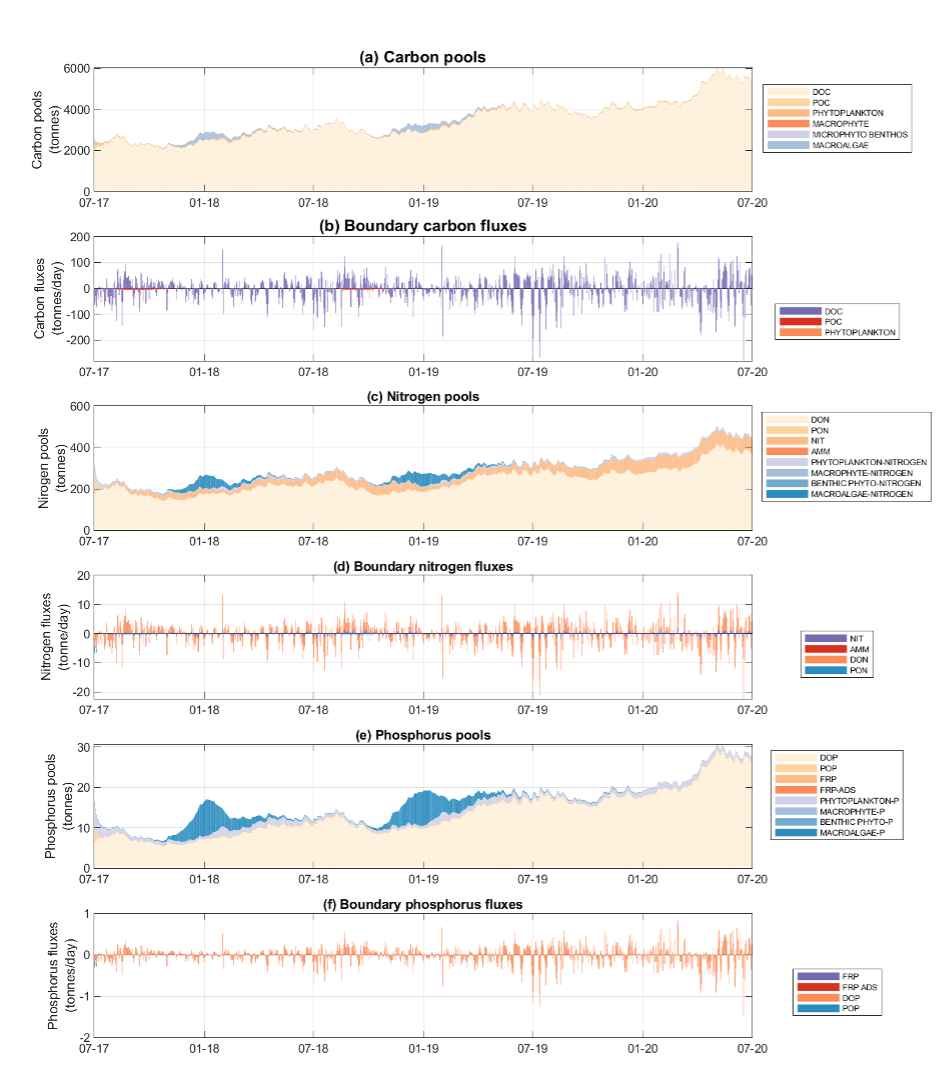 (a) Carbon pools
Carbon pools
(tonnes)
6000
4000
2000
0
07-17
01-18
07-18
01-19
07-19
01-20
07-20
DOC
POC
PHYTOPLANKTON
MACROPHYTE
MICROPHYTO BENTHOS
MACROALGAE
(b) Boundary carbon fluxes
Carbon fluxes
(tonnes/day)
200
100
0
-100
-200
07-17
01-18
07-18
01-19
07-19
01-20
07-20
DOC
POC
PHYTOPLANKTON
(c) Nitrogen pools
Nirogen pools
(tonnes)
600
400
200
0
07-17
01-18
07-18
01-19
07-19
01-20
07-20
DON
PON
NIT
AMM
PHYTOPLANKTON-NITROGEN
MACROPHYTE-NITROGEN
BENTHIC PHYTO-NITROGEN
MACROALGAE-NITROGEN
(d) Boundary nitrogen fluxes
Nitrogen fluxes
(tonne/day)
20
10
0
-10
-20
07-17
01-18
07-18
01-19
07-19
01-20
07-20
NIT
AMM
DON
PON
(e) Phosphorus pools
Phosphorus pools
(tonnes)
30
20
10
0
07-17
01-18
07-18
01-19
07-19
01-20
07-20
DOP
POP
FRP
FRP-ADS
PHYTOPLANKTON-P
MACROPHYTE-P
BENTHIC PHYTO-P
MACROALGAE-P
(f) Boundary phosphorus fluxes
Phosphorus fluxes
(tonnes/day)
1
0
-1
-2
07-17
01-18
07-18
01-19
07-19
01-20
07-20
FRP
FRP ADS
DOP
POP